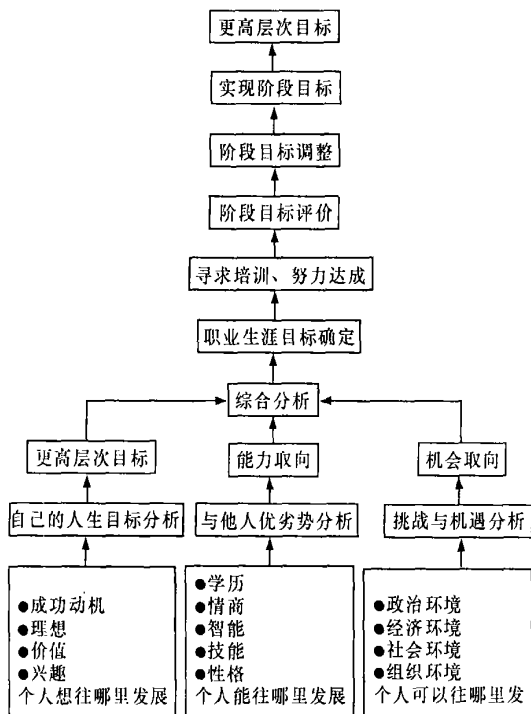 更高层次目标
实现阶段目标
阶段目标调整
阶段目标评价
寻求培训、努力达成
职业生涯目标确定
综合分析
更高层次目标
能力取向
机会取向
自己的人生目标分析
与他人优劣势分析
挑战与机遇分析
●成功动机
●理想
●价值
●兴趣
个人想往哪里发展
●学历
●情商
●智能
●技能
●性格
个人能往哪里发展
●政治环境
●经济环境
●社会环境
●组织环境
个人可以往哪里发